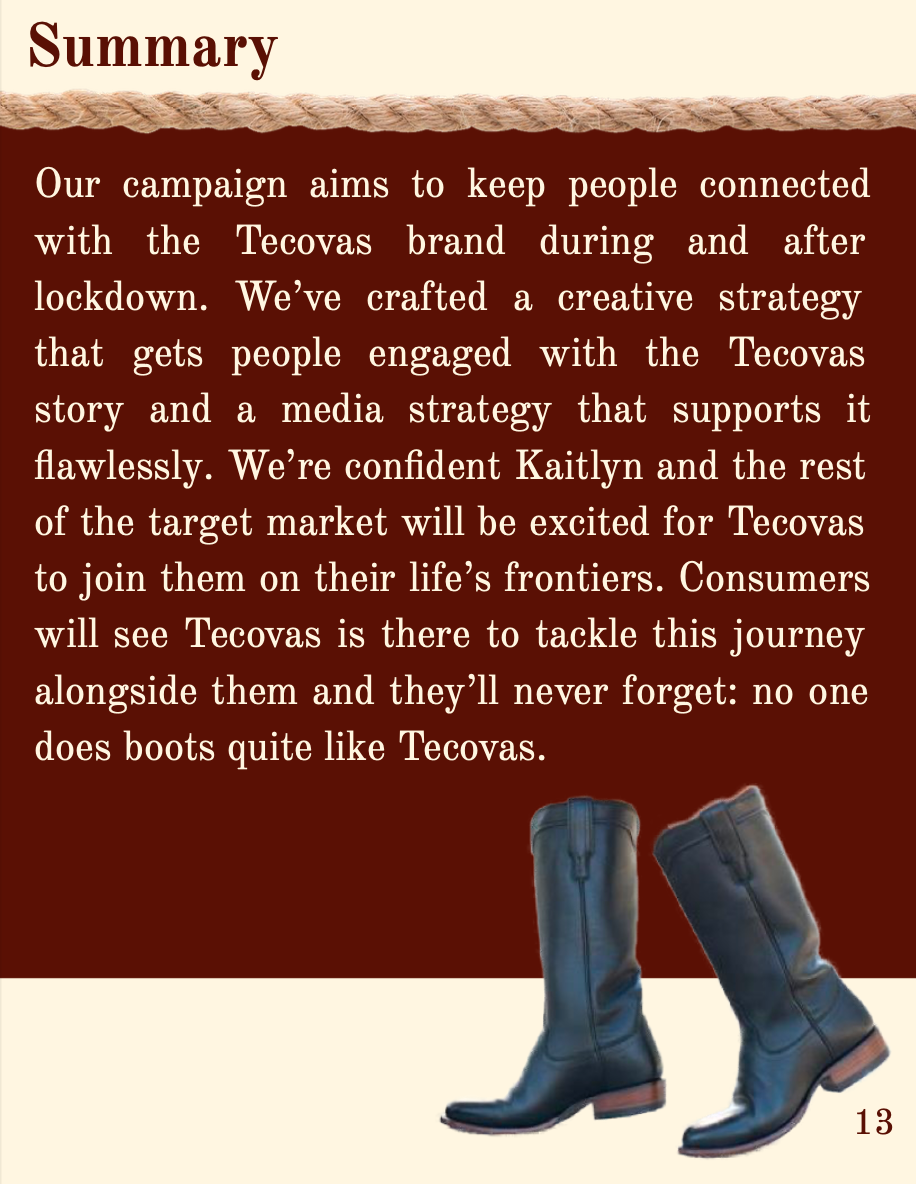 Summary
Our campaign aims to keep people connected
with the Tecovas brand during and after
lockdown. We’ve crafted a creative strategy
that gets people engaged with the Tecovas
story and a media strategy that supports it
flawlessly. We’re confident Kaitlyn and the rest
of the target market will be excited for Tecovas
to join them on their life’s frontiers. Consumers
will see Tecovas is there to tackle this journey
alongside them and they’ll never forget: no one
does boots quite like Tecovas.
13